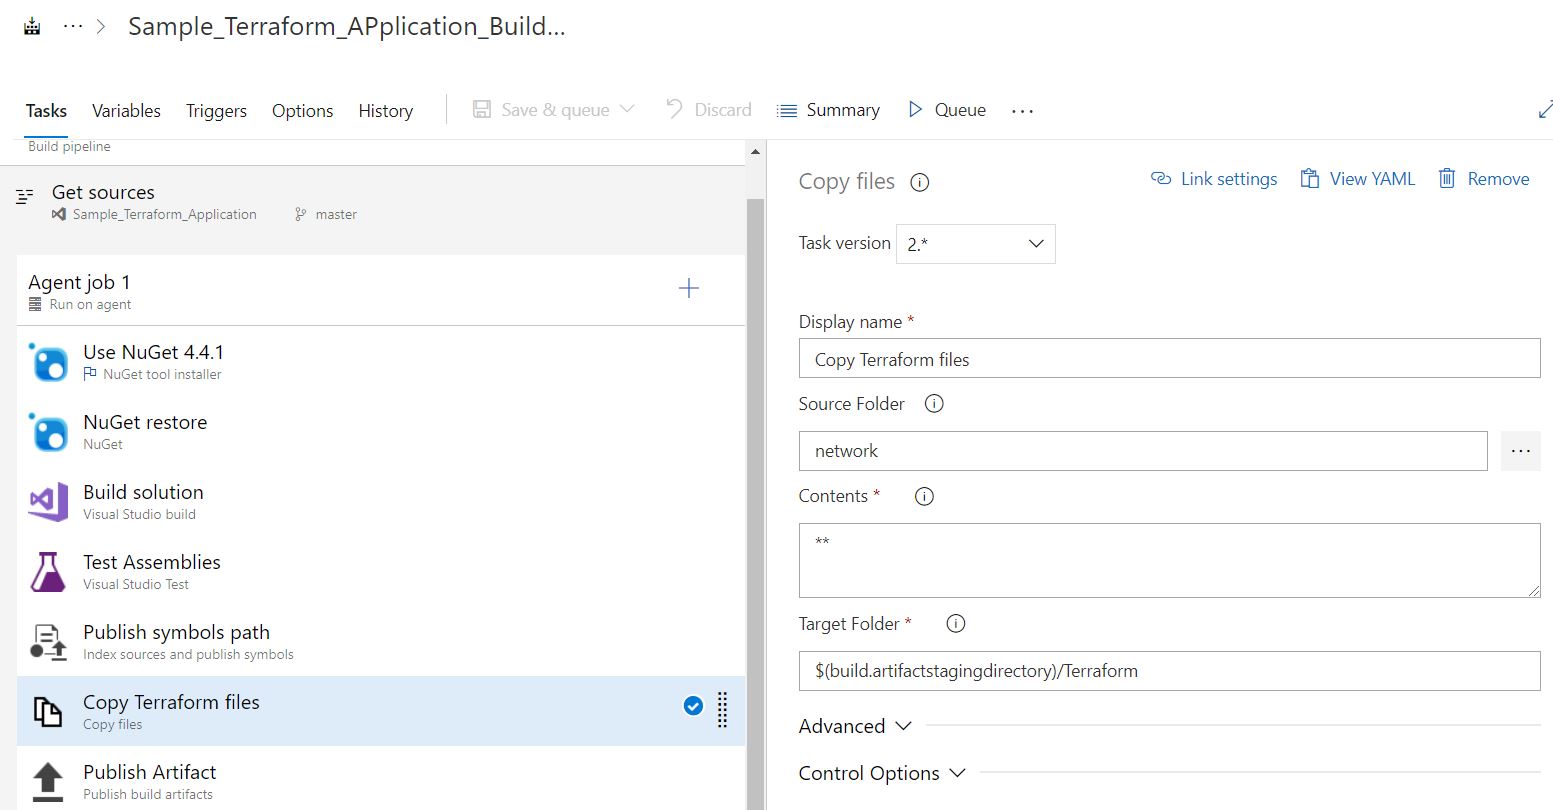 ··· > Sample_Terraform_APplication_Build...
Tasks Variables Triggers Options History Save & queue Discard Summary Queue ···
Build pipeline
Get sources
Sample_Terraform_Application master
Agent job 1
Run on agent
Use NuGet 4.4.1
NuGet tool installer
NuGet restore
NuGet
Build solution
Visual Studio build
Test Assemblies
Visual Studio Test
Publish symbols path
Index sources and publish symbols
Copy Terraform files
Copy files
Publish Artifact
Publish build artifacts
Copy files Link settings View YAML Remove
Task version 2.*
Display name *
Copy Terraform files
Source Folder
network
···
Contents *
**
Target Folder *
$(build.artifactstagingdirectory)/Terraform
Advanced
Control Options